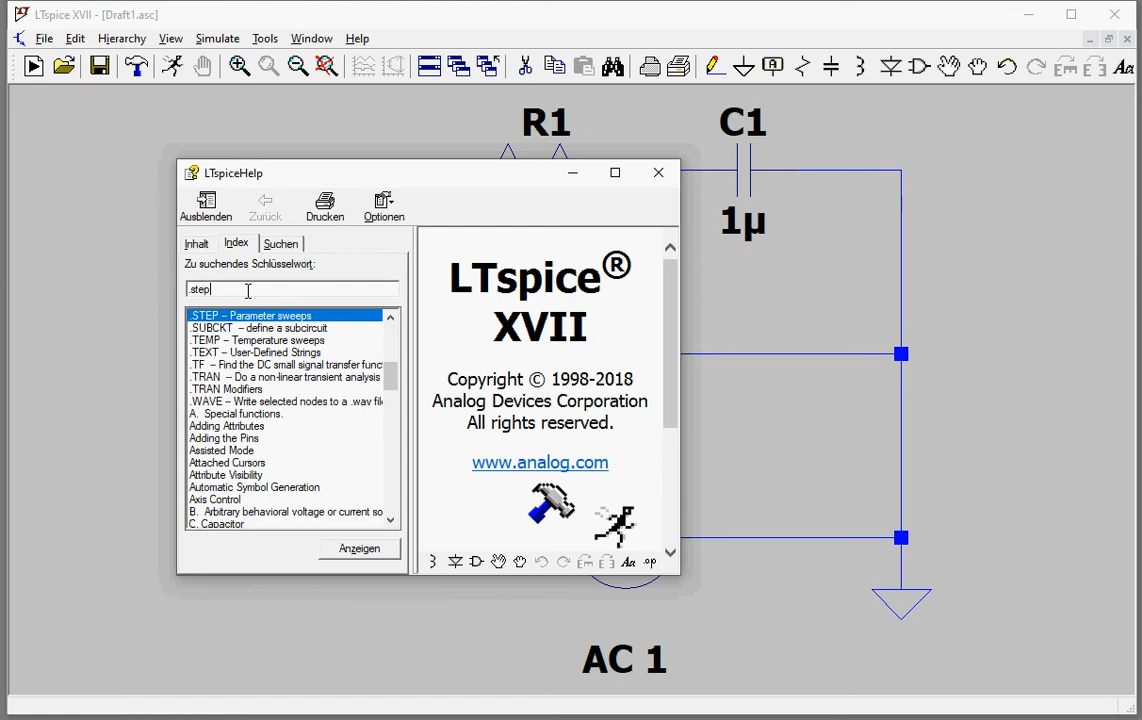 LTspice XVII - [Draft1.asc]
File Edit Hierarchy View Simulate Tools Window Help
A
Aa
R1
C1
1µ
AC 1
LTspiceHelp
Ausblenden Zurück Drucken Optionen
Inhalt Index Suchen
Zu suchendes Schlüsselwort:
.step
.STEP – Parameter sweeps
.SUBCKT – define a subcircuit
.TEMP – Temperature sweeps
.TEXT – User-Defined Strings
.TF – Find the DC small signal transfer func
.TRAN – Do a non-linear transient analysis
.TRAN Modifiers
.WAVE – Write selected nodes to a .wav file
A. Special functions.
Adding Attributes
Adding the Pins
Assisted Mode
Attached Cursors
Attribute Visibility
Automatic Symbol Generation
Axis Control
B. Arbitrary behavioral voltage or current so
C. Capacitor
Anzeigen
LTspice®
XVII
Copyright © 1998-2018
Analog Devices Corporation
All rights reserved.
www.analog.com
Aa .op